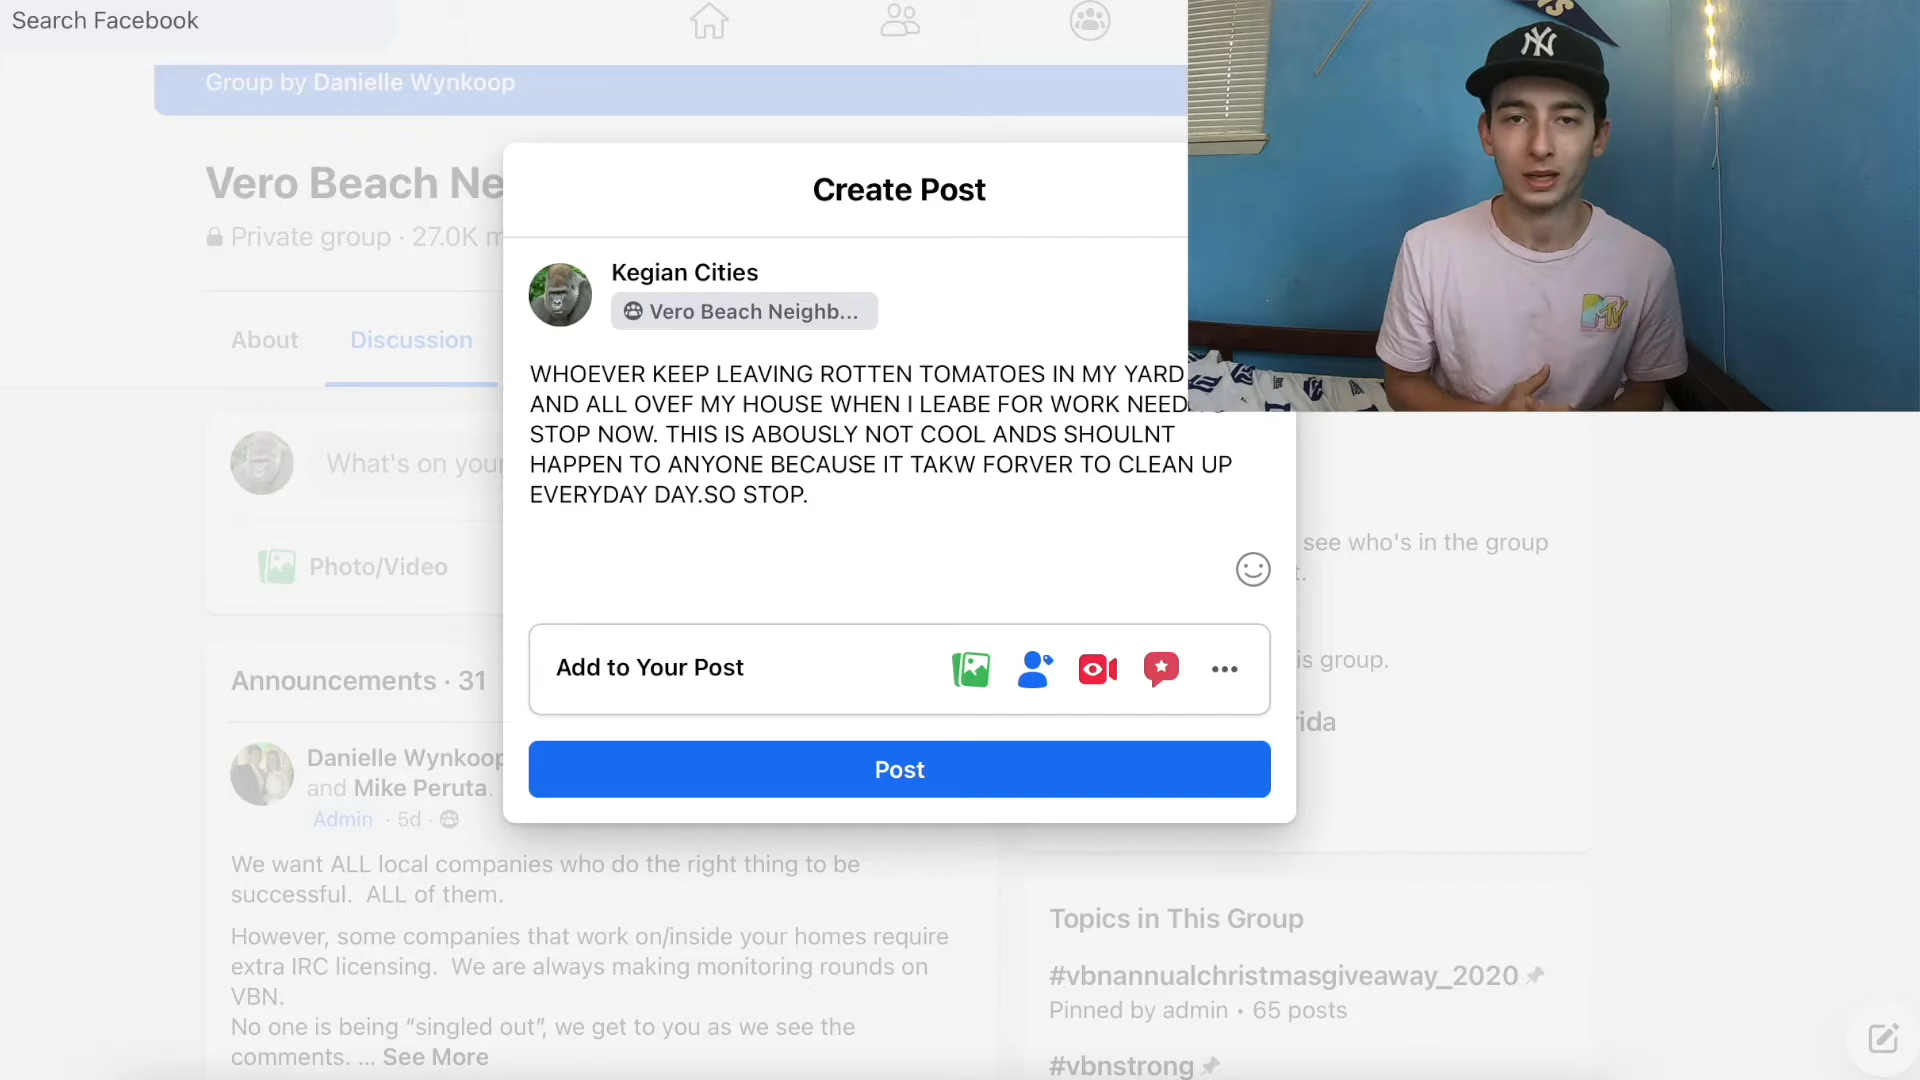 Search Facebook
Group by Danielle Wynkoop
Vero Beach Ne
Private group · 27.0K m
About
Discussion
What's on your
Photo/Video
Announcements · 31
Danielle Wynkoop
and Mike Peruta.
Admin · 5d ·
We want ALL local companies who do the right thing to be
successful.  ALL of them.
However, some companies that work on/inside your homes require
extra IRC licensing.  We are always making monitoring rounds on
VBN.
No one is being “singled out”, we get to you as we see the
comments. ... See More
Create Post
Kegian Cities
Vero Beach Neighb...
WHOEVER KEEP LEAVING ROTTEN TOMATOES IN MY YARD
AND ALL OVEF MY HOUSE WHEN I LEABE FOR WORK NEED
STOP NOW. THIS IS ABOUSLY NOT COOL ANDS SHOULNT
HAPPEN TO ANYONE BECAUSE IT TAKW FORVER TO CLEAN UP
EVERYDAY DAY.SO STOP.
Add to Your Post
Post
see who's in the group
t.
is group.
rida
Topics in This Group
#vbnannualchristmasgiveaway_2020
Pinned by admin • 65 posts
#vbnstrong
NY
MTV